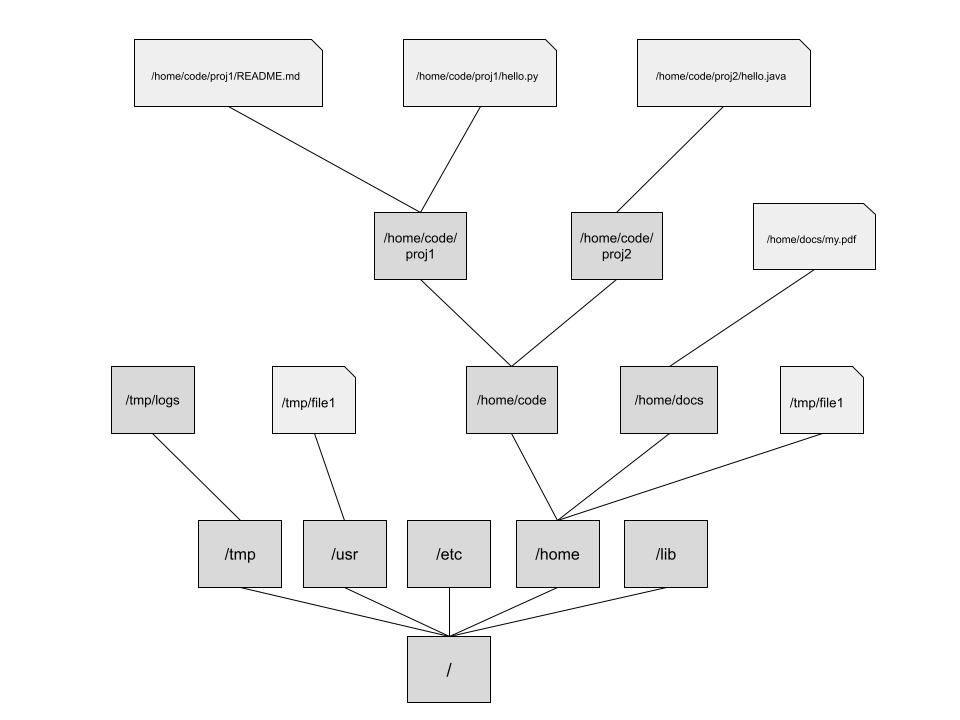 /home/code/proj1/README.md
/home/code/proj1/hello.py
/home/code/proj2/hello.java
/home/code/
proj1
/home/code/
proj2
/home/docs/my.pdf
/tmp/logs
/tmp/file1
/home/code
/home/docs
/tmp/file1
/tmp
/usr
/etc
/home
/lib
/